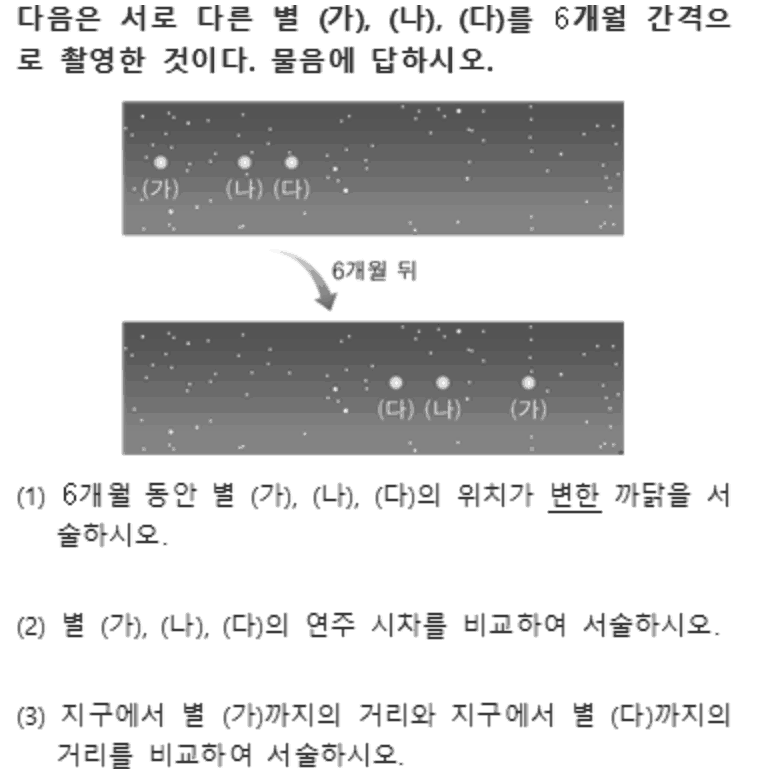 다음은 서로 다른 별 (가), (나), (다)를 6개월 간격으
로 촬영한 것이다. 물음에 답하시오.
(가) (나) (다)
6개월 뒤
(다) (나) (가)
(1) 6개월 동안 별 (가), (나), (다)의 위치가 변한 까닭을 서
술하시오.
(2) 별 (가), (나), (다)의 연주 시차를 비교하여 서술하시오.
(3) 지구에서 별 (가)까지의 거리와 지구에서 별 (다)까지의
거리를 비교하여 서술하시오.